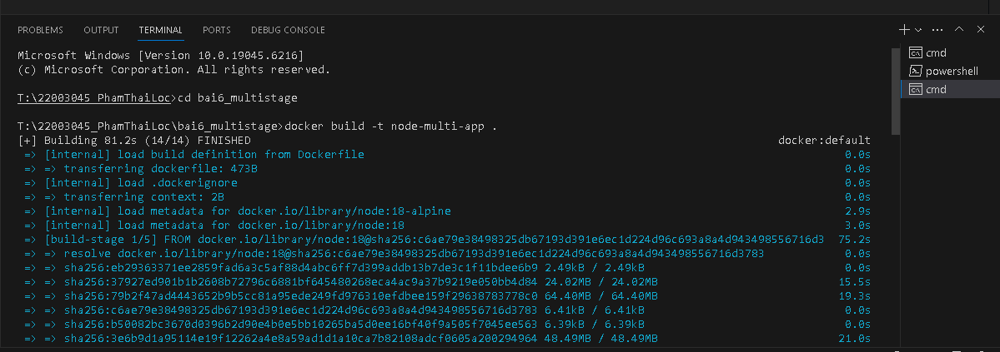 PROBLEMS OUTPUT TERMINAL PORTS DEBUG CONSOLE
Microsoft Windows [Version 10.0.19045.6216]
(c) Microsoft Corporation. All rights reserved.
T:\22003045_PhamThaiLoc>cd bai6_multistage
T:\22003045_PhamThaiLoc\bai6_multistage>docker build -t node-multi-app .
[+] Building 81.2s (14/14) FINISHED docker:default
=> [internal] load build definition from Dockerfile 0.0s
=> => transferring dockerfile: 473B 0.0s
=> [internal] load .dockerignore 0.0s
=> => transferring context: 2B 0.0s
=> [internal] load metadata for docker.io/library/node:18-alpine 2.9s
=> [internal] load metadata for docker.io/library/node:18 3.0s
=> [build-stage 1/5] FROM docker.io/library/node:18@sha256:c6ae79e38498325db67193d391e6ec1d224d96c693a8a4d943498556716d3 75.2s
=> => resolve docker.io/library/node:18@sha256:c6ae79e38498325db67193d391e6ec1d224d96c693a8a4d943498556716d3783 0.0s
=> => sha256:eb29363371ee2859fad6a3c5af88d4abc6ff7d399addb13b7de3c1f11bdee6b9 2.49kB / 2.49kB 0.0s
=> => sha256:37927ed901b1b2608b72796c6881bf645480268eca4ac9a37b9219e050bb4d84 24.02MB / 24.02MB 15.5s
=> => sha256:79b2f47ad4443652b9b5cc81a95ede249fd976310efdbee159f29638783778c0 64.40MB / 64.40MB 19.3s
=> => sha256:c6ae79e38498325db67193d391e6ec1d224d96c693a8a4d943498556716d3783 6.41kB / 6.41kB 0.0s
=> => sha256:b50082bc3670d0396b2d90e4b0e5bb10265ba5d0ee16bf40f9a505f7045ee563 6.39kB / 6.39kB 0.0s
=> => sha256:3e6b9d1a95114e19f12262a4e8a59ad1d1a10ca7b82108adcf0605a200294964 48.49MB / 48.49MB 21.0s
cmd
powershell
cmd